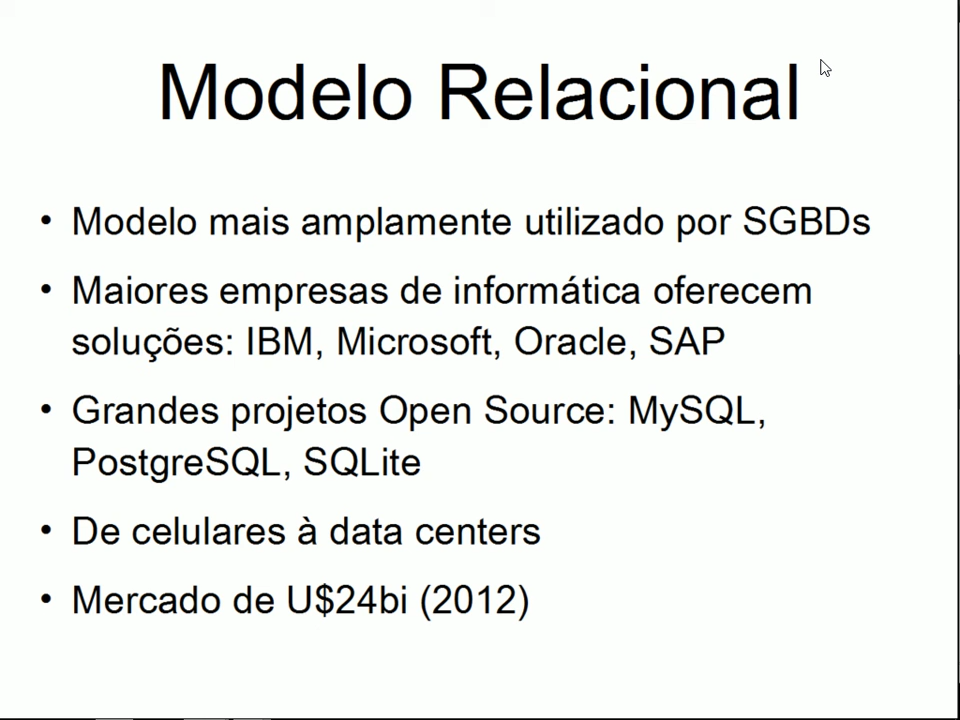 Modelo Relacional
• Modelo mais amplamente utilizado por SGBDs
• Maiores empresas de informática oferecem
soluções: IBM, Microsoft, Oracle, SAP
• Grandes projetos Open Source: MySQL,
PostgreSQL, SQLite
• De celulares à data centers
• Mercado de U$24bi (2012)